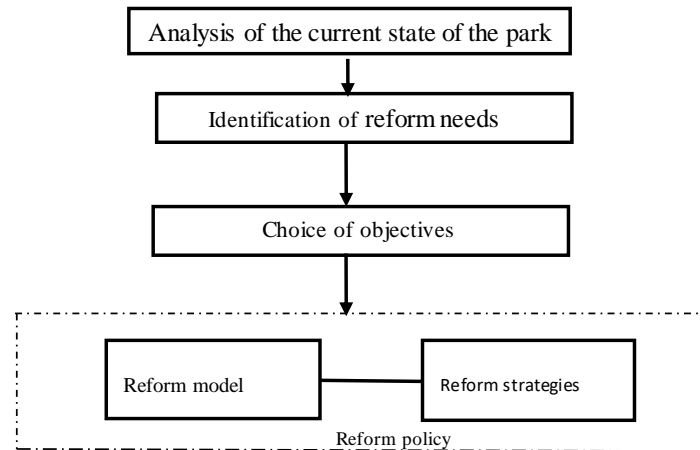 Analysis of the current state of the park
Identification of reform needs
Choice of objectives
Reform model
Reform strategies
Reform policy